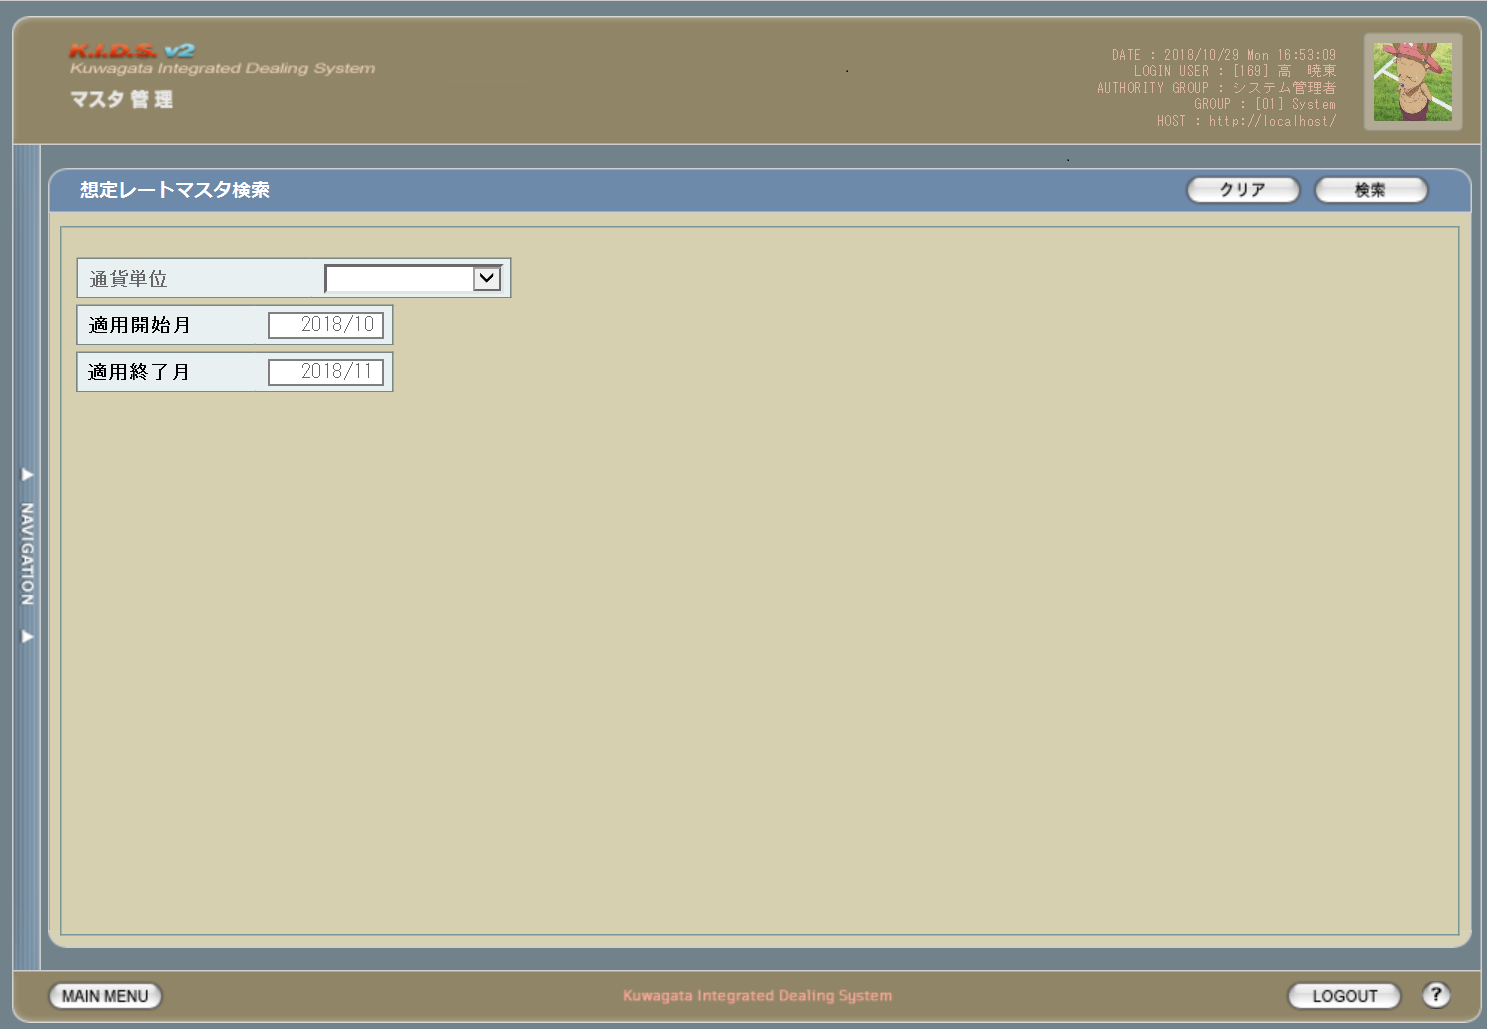 K.I.D.S. v2
Kuwagata Integrated Dealing System
マスタ管理
DATE : 2018/10/29 Mon 16:53:09
LOGIN USER : [169] 高　暁東
AUTHORITY GROUP : システム管理者
GROUP : [01] System
HOST : http://localhost/
想定レートマスタ検索
クリア
検索
通貨単位
適用開始月 2018/10
適用終了月 2018/11
NAVIGATION
MAIN MENU
Kuwagata Integrated Dealing System
LOGOUT
?